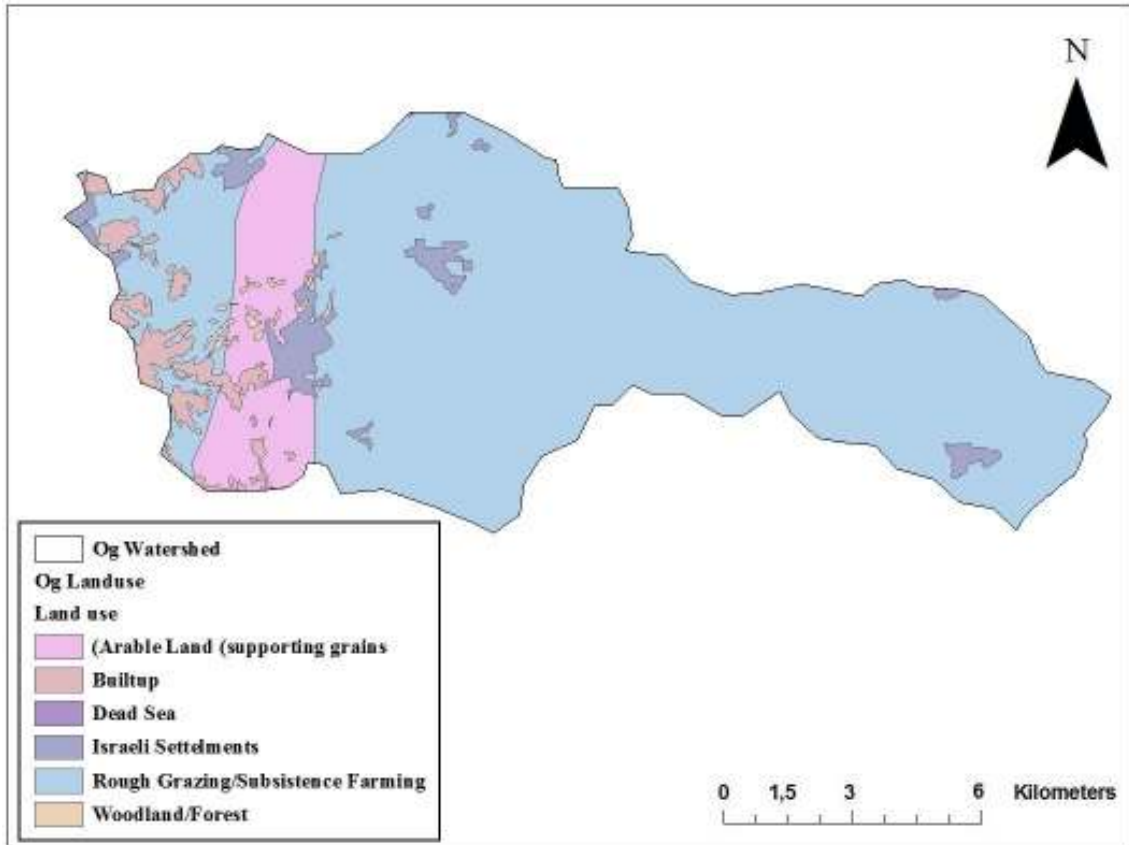 N
Og Watershed
Og Landuse
Land use
(Arable Land (supporting grains
Builtup
Dead Sea
Israeli Settelments
Rough Grazing/Subsistence Farming
Woodland/Forest
0 1,5 3 6 Kilometers